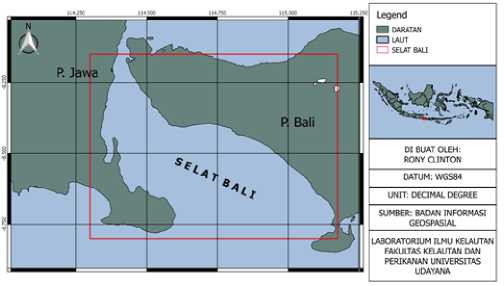 114.250 114.500 114.750 115.000 115.250
N
P. Jawa
P. Bali
SELAT BALI
-8.250
-8.500
-8.750
Legend
DARATAN
LAUT
SELAT BALI
DI BUAT OLEH:
RONY CLINTON
DATUM: WGS84
UNIT: DECIMAL DEGREE
SUMBER: BADAN INFORMASI
GEOSPASIAL
LABORATORIUM ILMU KELAUTAN
FAKULTAS KELAUTAN DAN
PERIKANAN UNIVERSITAS
UDAYANA